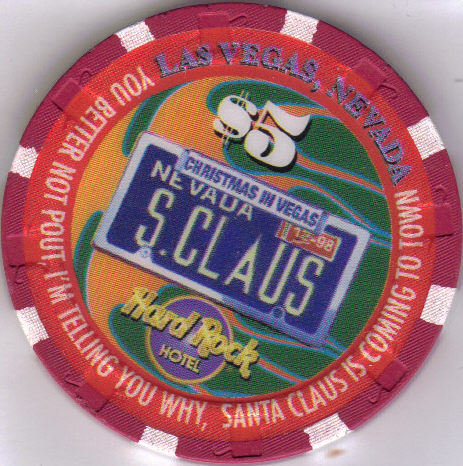 LAS VEGAS, NEVADA
$5
CHRISTMAS IN VEGAS
NEVADA
12-98
S.CLAUS
Hard Rock
HOTEL
YOU BETTER NOT POUT, I'M TELLING YOU WHY, SANTA CLAUS IS COMING TO TOWN